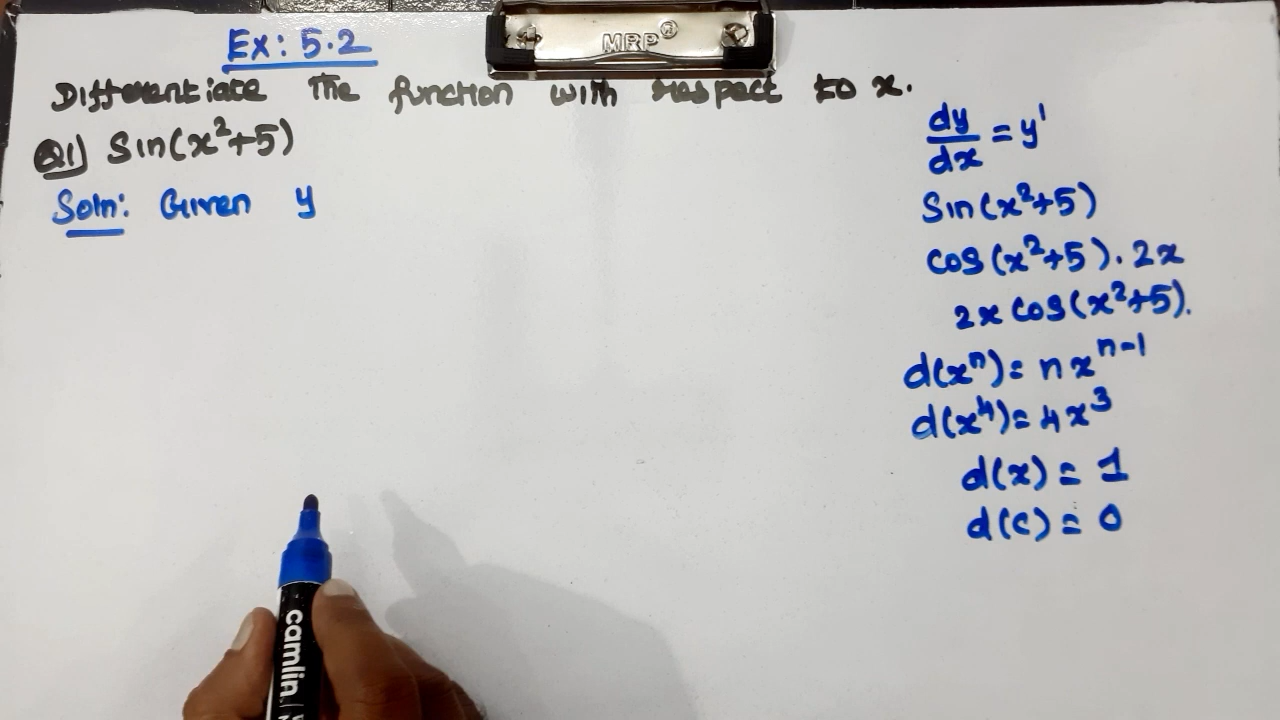 MRP®
Ex: 5.2
Differentiate The function with respect to x.
Q1) Sin(x²+5)
Soln: Given y
dy/dx = y'
Sin(x²+5)
cos(x²+5). 2x
2x cos(x²+5).
d(xⁿ) = n xⁿ⁻¹
d(x⁴) = 4x³
d(x) = 1
d(c) = 0
camlin